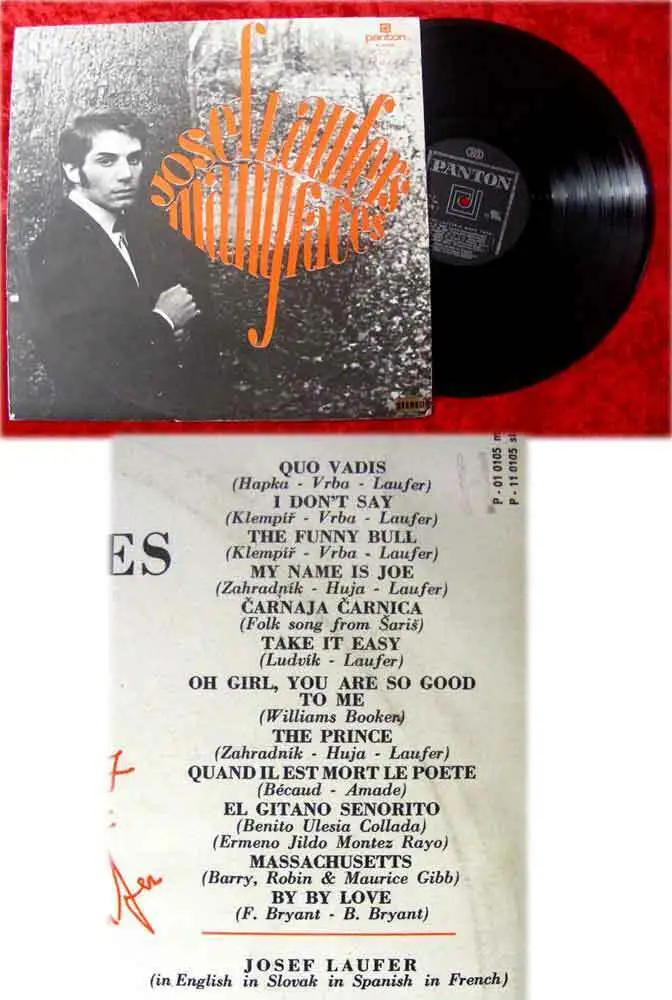 panton
Josef Laufer's
many faces
STEREO
PANTON
P - 01 0105
P - 11 0105
ES
QUO VADIS
(Hapka - Vrba - Laufer)
I DON'T SAY
(Klempíř - Vrba - Laufer)
THE FUNNY BULL
(Klempíř - Vrba - Laufer)
MY NAME IS JOE
(Zahradník - Huja - Laufer)
ČARNAJA ČARNICA
(Folk song from Šariš)
TAKE IT EASY
(Ludvík - Laufer)
OH GIRL, YOU ARE SO GOOD
TO ME
(Williams Booker)
THE PRINCE
(Zahradník - Huja - Laufer)
QUAND IL EST MORT LE POETE
(Bécaud - Amade)
EL GITANO SENORITO
(Benito Ulesia Collada)
(Ermeno Jildo Montez Rayo)
MASSACHUSETTS
(Barry, Robin & Maurice Gibb)
BY BY LOVE
(F. Bryant - B. Bryant)
JOSEF LAUFER
(in English in Slovak in Spanish in French)